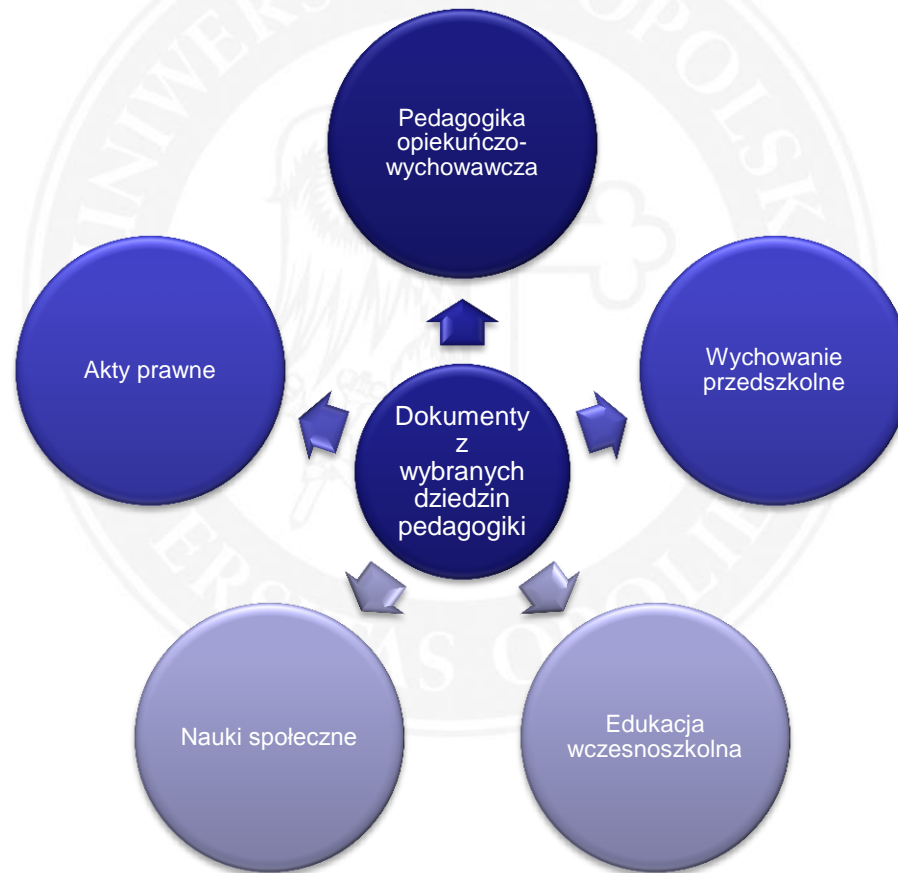 Pedagogika
opiekuńczo-
wychowawcza
Akty prawne
Wychowanie
przedszkolne
Dokumenty
z
wybranych
dziedzin
pedagogiki
Nauki społeczne
Edukacja
wczesnoszkolna